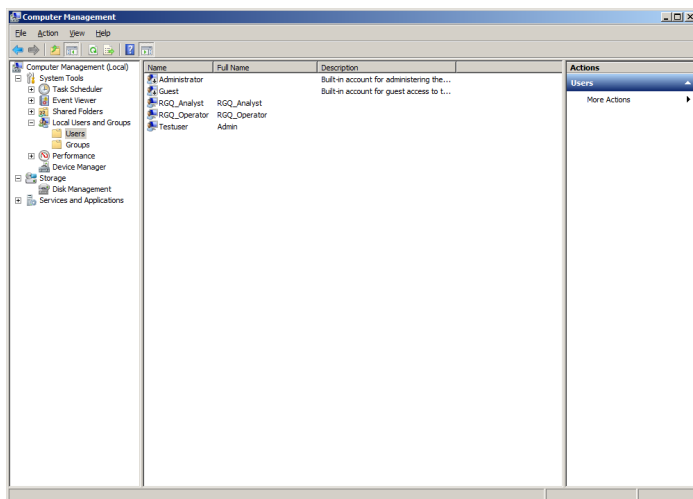 Computer Management
File Action View Help
Computer Management (Local)
System Tools
Task Scheduler
Event Viewer
Shared Folders
Local Users and Groups
Users
Groups
Performance
Device Manager
Storage
Disk Management
Services and Applications
Name Full Name Description
Administrator Built-in account for administering the...
Guest Built-in account for guest access to t...
RGQ_Analyst RGQ_Analyst
RGQ_Operator RGQ_Operator
Testuser Admin
Actions
Users
More Actions